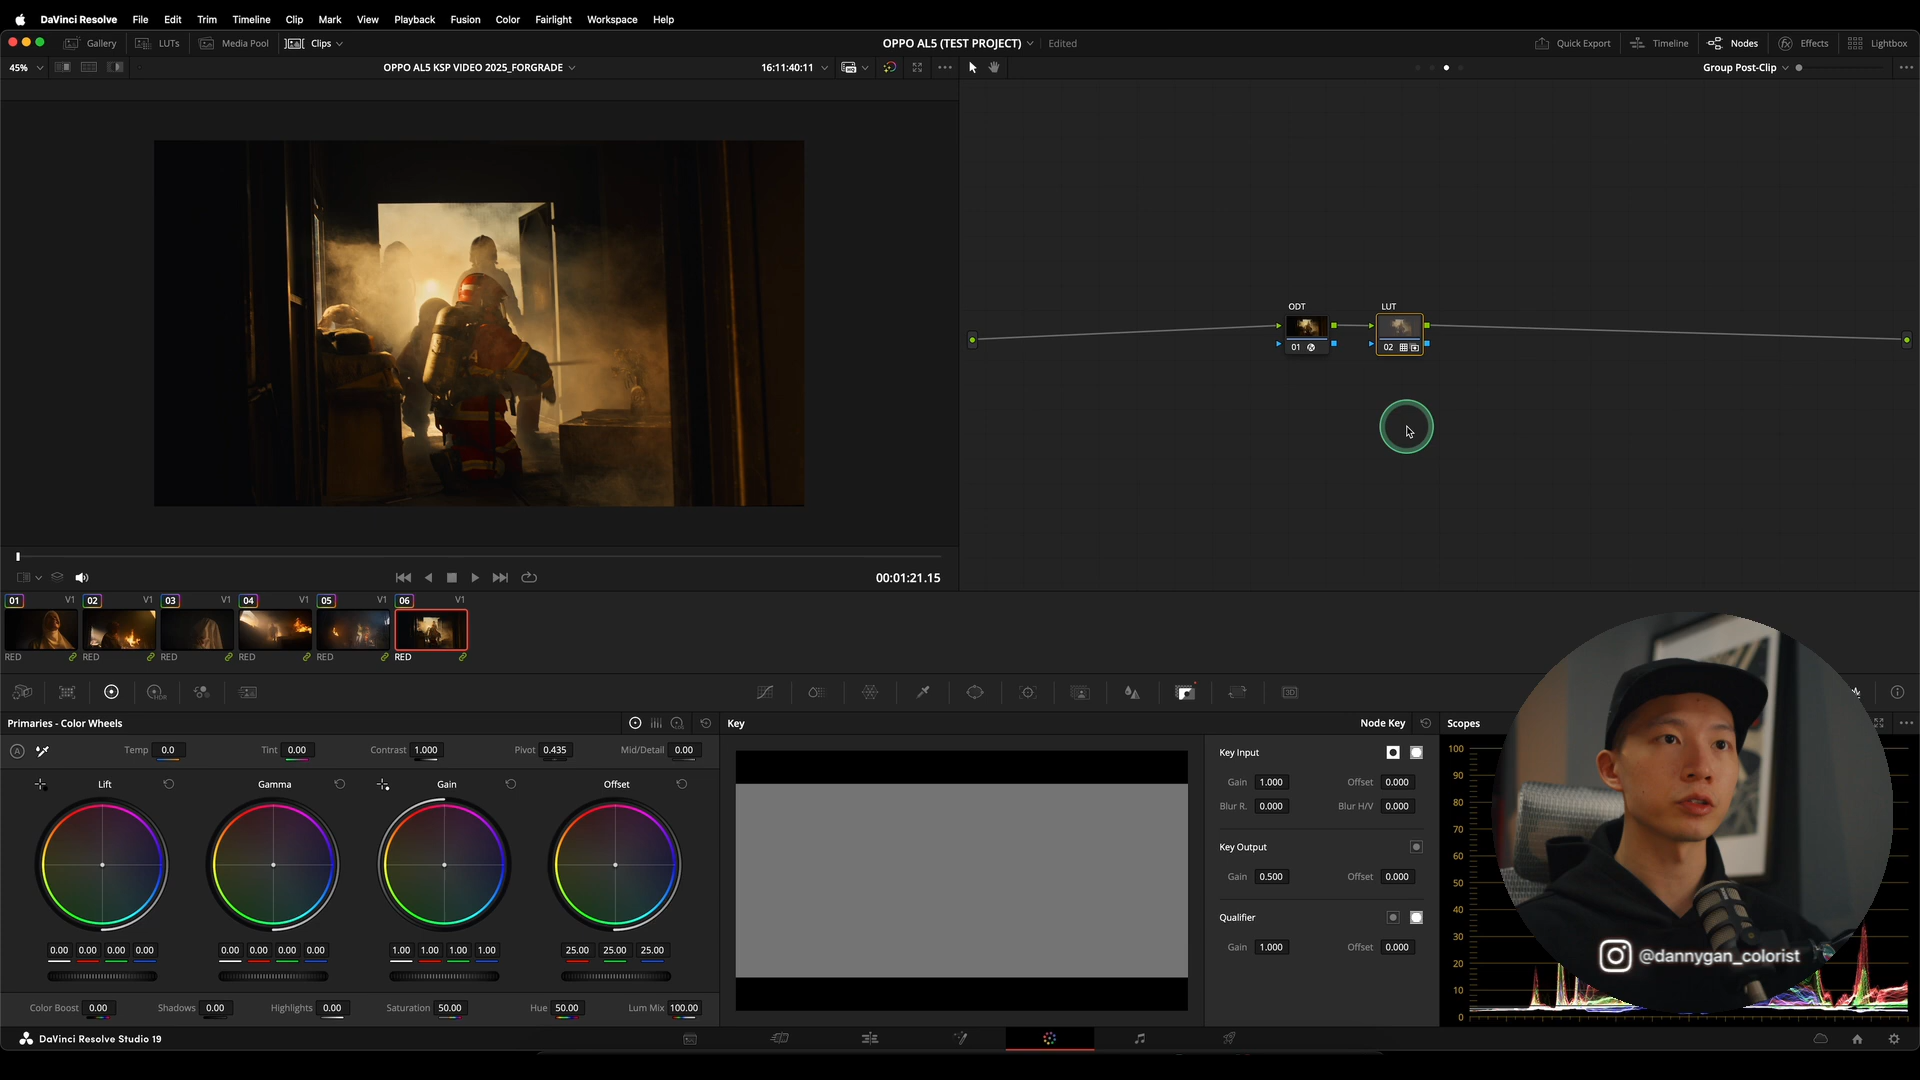 DaVinci Resolve File Edit Trim Timeline Clip Mark View Playback Fusion Color Fairlight Workspace Help
Gallery LUTs Media Pool Clips OPPO AL5 (TEST PROJECT) Edited Quick Export Timeline Nodes Effects Lightbox
45% OPPO AL5 KSP VIDEO 2025_FORGRADE 16:11:40:11 Group Post-Clip
ODT LUT
01 02
00:01:21.15
01 V1 02 V1 03 V1 04 V1 05 V1 06 V1
RED RED RED RED RED RED
Primaries - Color Wheels Key Node Key Scopes
Temp 0.0 Tint 0.00 Contrast 1.000 Pivot 0.435 Mid/Detail 0.00
Lift Gamma Gain Offset
0.00 0.00 0.00 0.00 0.00 0.00 0.00 0.00 1.00 1.00 1.00 1.00 25.00 25.00 25.00
Color Boost 0.00 Shadows 0.00 Highlights 0.00 Saturation 50.00 Hue 50.00 Lum Mix 100.00
Key Input
Gain 1.000 Offset 0.000
Blur R. 0.000 Blur H/V 0.000
Key Output
Gain 0.500 Offset 0.000
Qualifier
Gain 1.000 Offset 0.000
100
90
80
70
60
50
40
30
20
10
0
@dannygan_colorist
DaVinci Resolve Studio 19